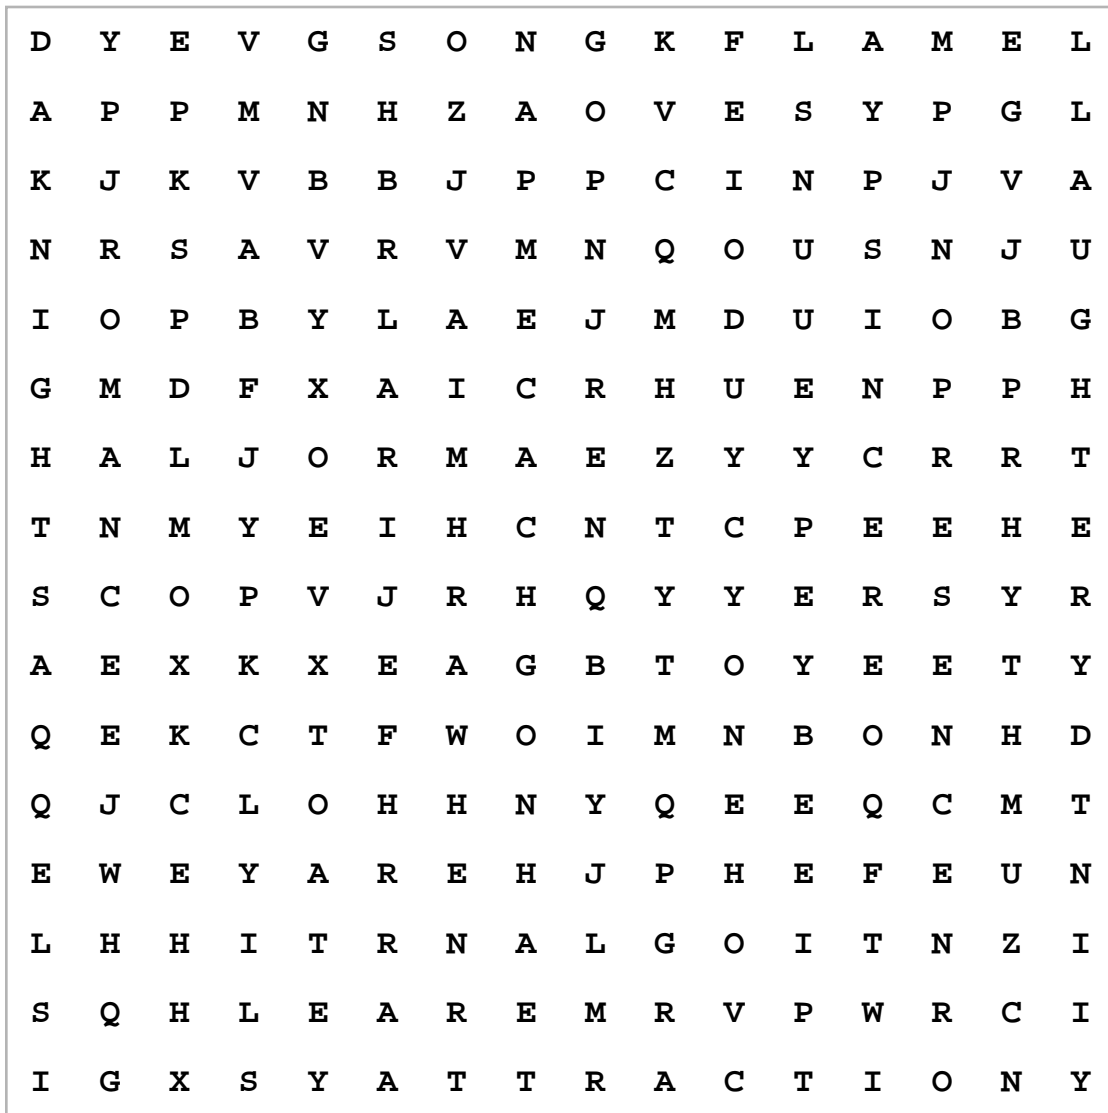 D Y E V G S O N G K F L A M E L
A P P M N H Z A O V E S Y P G L
K J K V B B J P P C I N P J V A
N R S A V R V M N Q O U S N J U
I O P B Y L A E J M D U I O B G
G M D F X A I C R H U E N P P H
H A L J O R M A E Z Y Y C R R T
T N M Y E I H C N T C P E E H E
S C O P V J R H Q Y Y E R S Y R
A E X K X E A G B T O Y E E T Y
Q E K C T F W O I M N B O N H D
Q J C L O H H N Y Q E E Q C M T
E W E Y A R E H J P H E F E U N
L H H I T R N A L G O I T N Z I
S Q H L E A R E M R V P W R C I
I G X S Y A T T R A C T I O N Y